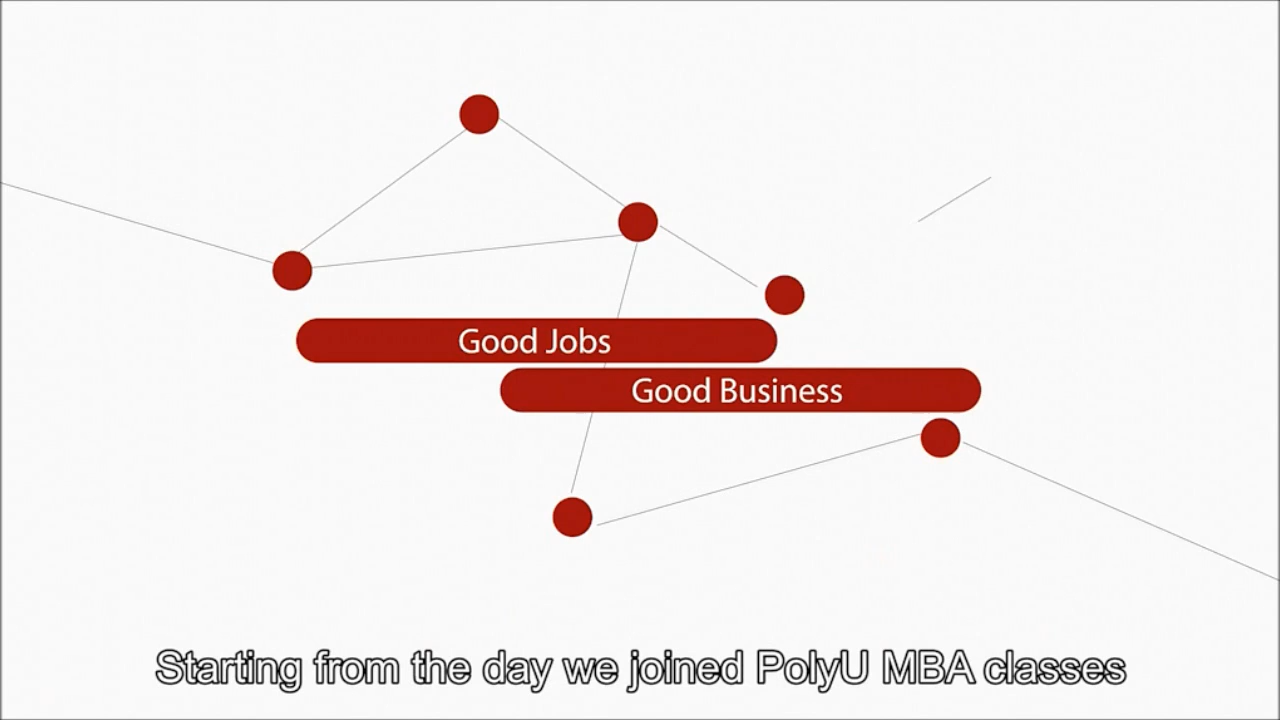 Good Jobs
Good Business
Starting from the day we joined PolyU MBA classes